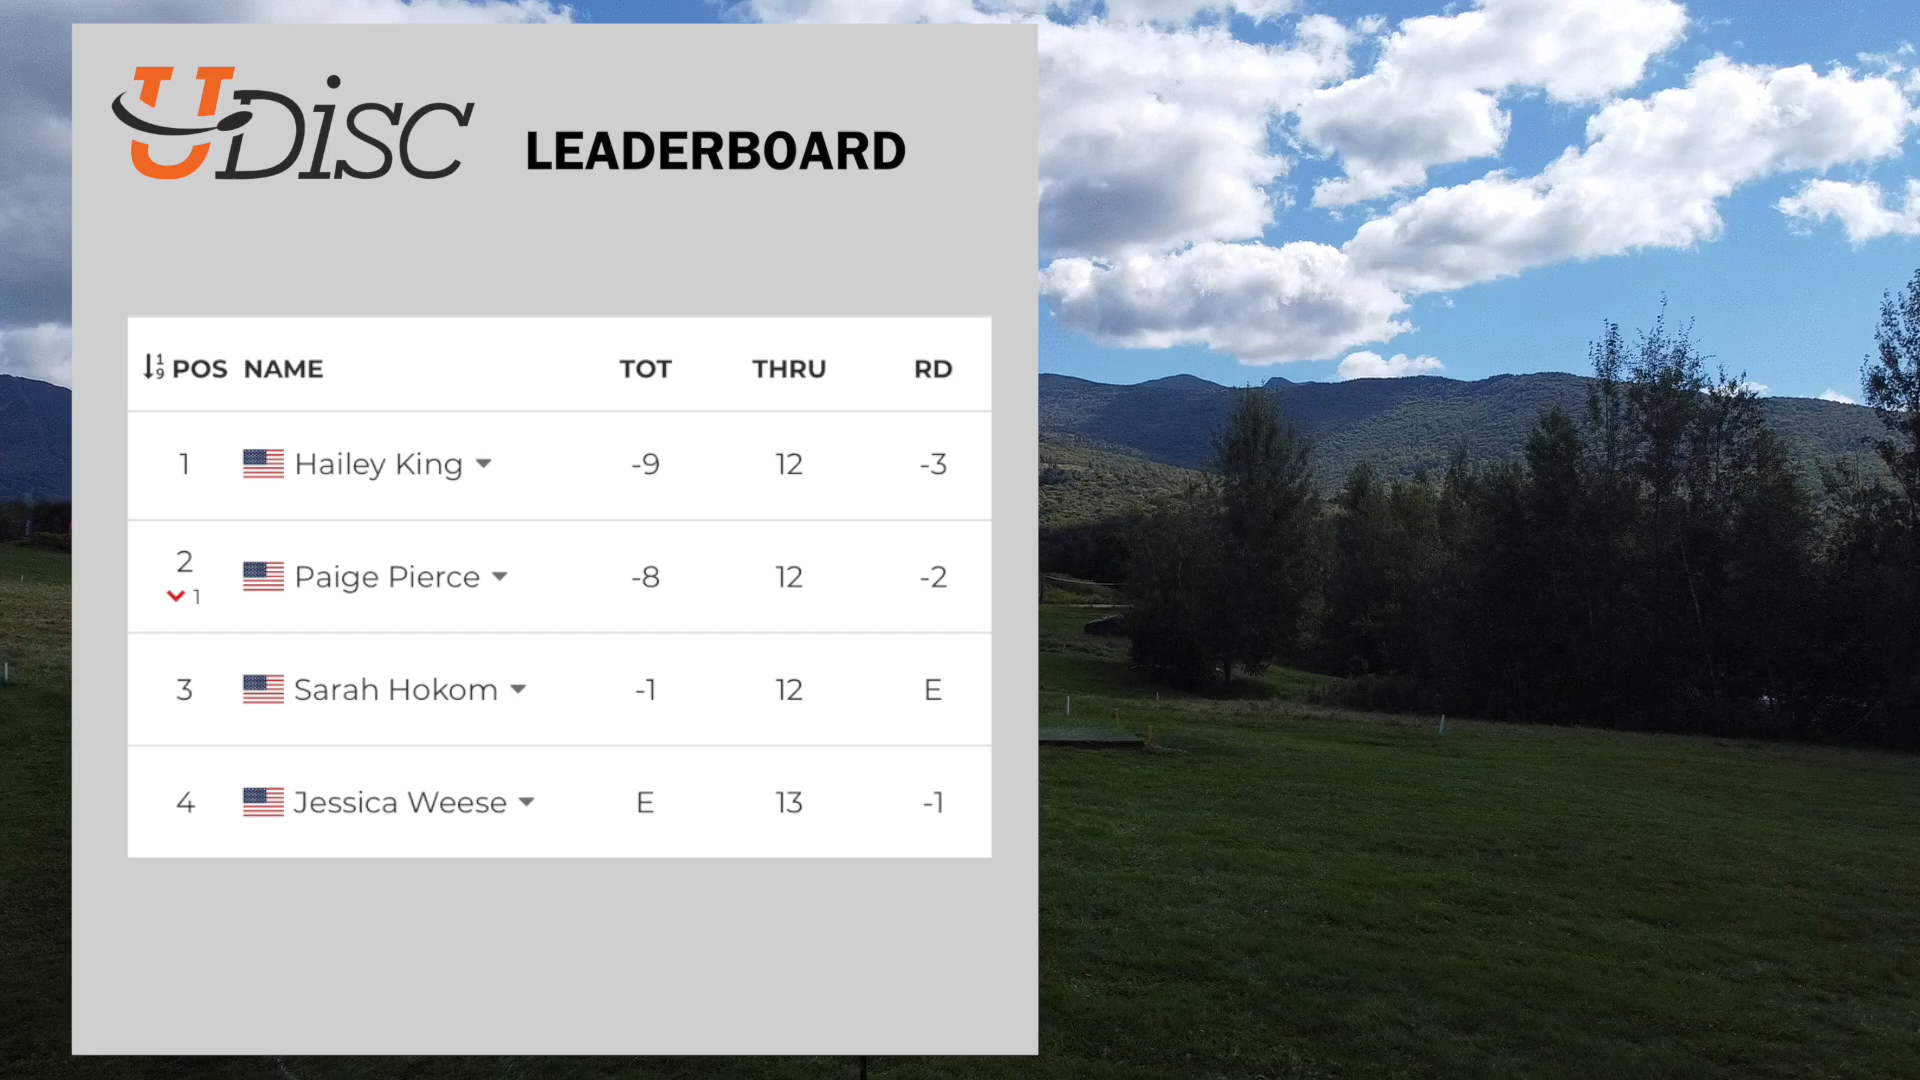 UDisc LEADERBOARD
POS NAME TOT THRU RD
1 Hailey King -9 12 -3
2 Paige Pierce -8 12 -2
1
3 Sarah Hokom -1 12 E
4 Jessica Weese E 13 -1